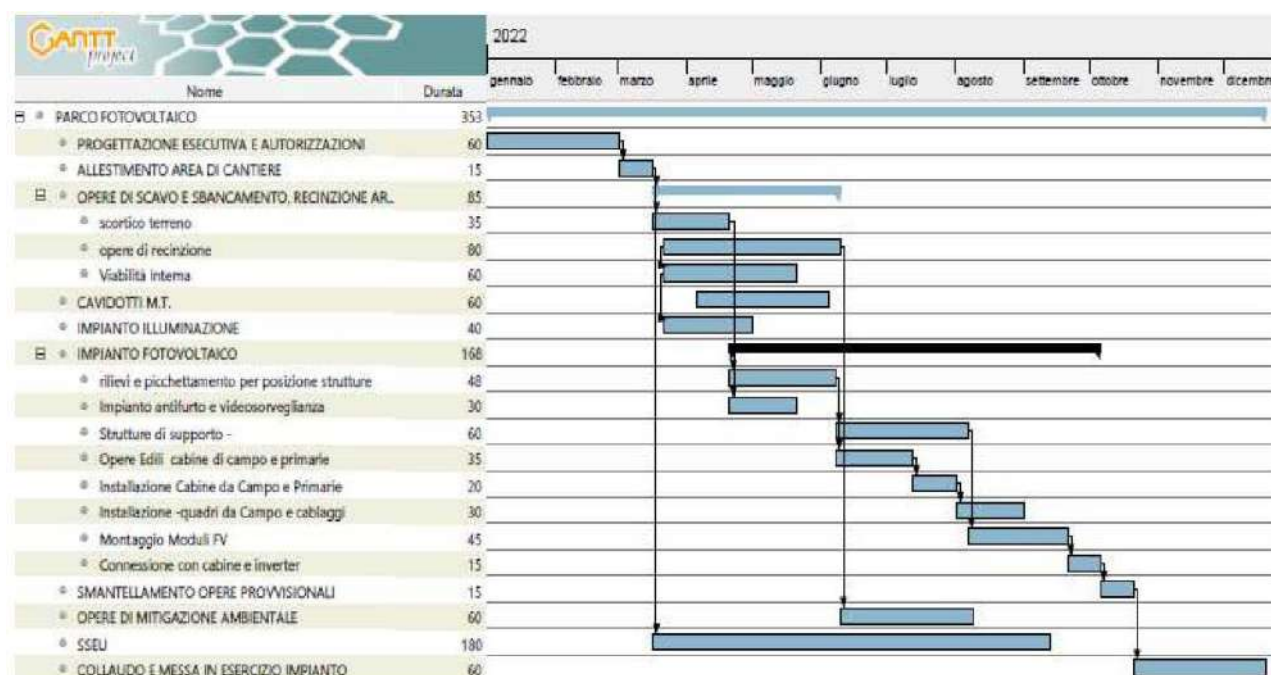 GANTT project
2022
gennaio febbraio marzo aprile maggio giugno luglio agosto settembre ottobre novembre dicembre
Nome Durata
PARCO FOTOVOLTAICO 353
PROGETTAZIONE ESECUTIVA E AUTORIZZAZIONI 60
ALLESTIMENTO AREA DI CANTIERE 15
OPERE DI SCAVO E SBANCAMENTO, RECINZIONE AR.. 85
scortico terreno 35
opere di recinzione 80
Viabilità interna 60
CAVIDOTTI M.T. 60
IMPIANTO ILLUMINAZIONE 40
IMPIANTO FOTOVOLTAICO 168
rilievi e picchettamento per posizione strutture 48
Impianto antifurto e videosorveglianza 30
Strutture di supporto - 60
Opere Edili cabine di campo e primarie 35
Installazione Cabine da Campo e Primarie 20
Installazione -quadri da Campo e cablaggi 30
Montaggio Moduli FV 45
Connessione con cabine e inverter 15
SMANTELLAMENTO OPERE PROVVISIONALI 15
OPERE DI MITIGAZIONE AMBIENTALE 60
SSEU 180
COLLAUDO E MESSA IN ESERCIZIO IMPIANTO 60